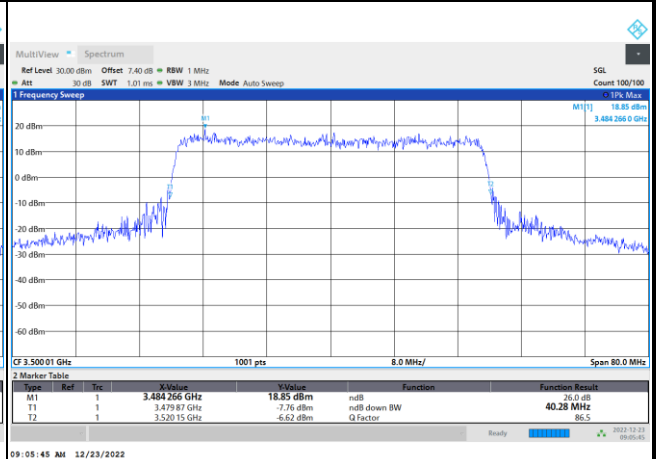 MultiView Spectrum
Ref Level 30.00 dBm Offset 7.40 dB RBW 1 MHz SGL
Att 30 dB SWT 1.01 ms VBW 3 MHz Mode Auto Sweep Count 100/100
1 Frequency Sweep 1Pk Max
M1[1] 18.85 dBm
3.484 266 0 GHz
M1
20 dBm
10 dBm
0 dBm
T1 T2
-10 dBm
-20 dBm
-30 dBm
-40 dBm
-50 dBm
-60 dBm
CF 3.500 01 GHz 1001 pts 8.0 MHz/ Span 80.0 MHz
2 Marker Table
Type Ref Trc X-Value Y-Value Function Function Result
M1 1 3.484 266 GHz 18.85 dBm ndB 26.0 dB
T1 1 3.479 87 GHz -7.76 dBm ndB down BW 40.28 MHz
T2 1 3.520 15 GHz -6.62 dBm Q Factor 86.5
Ready 2022-12-23
09:05:45
09:05:45 AM 12/23/2022